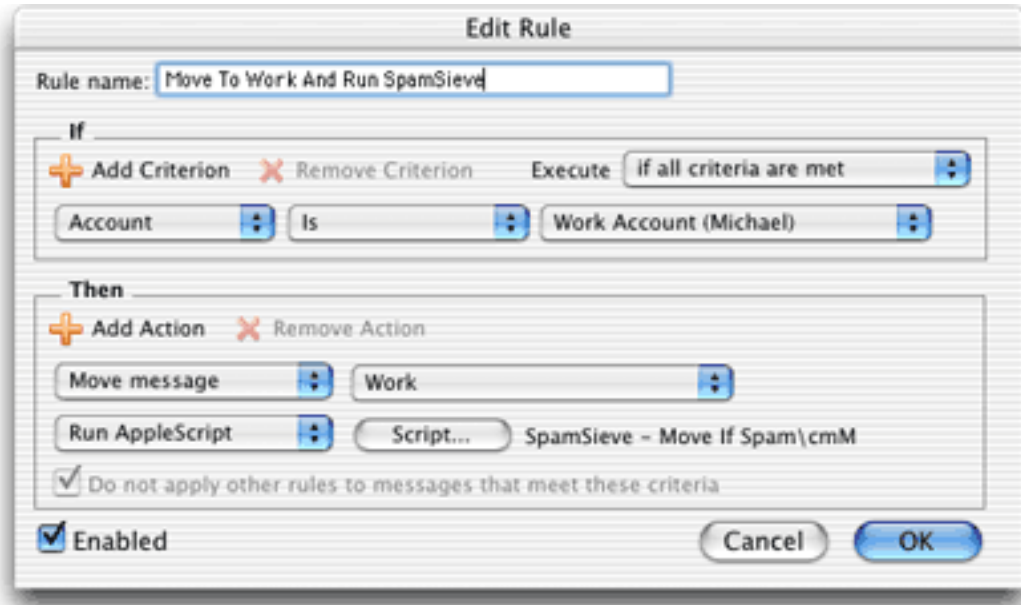 Edit Rule
Rule name: Move To Work And Run SpamSieve
If
Add Criterion Remove Criterion Execute if all criteria are met
Account Is Work Account (Michael)
Then
Add Action Remove Action
Move message Work
Run AppleScript Script... SpamSieve - Move If Spam\cmM
Do not apply other rules to messages that meet these criteria
Enabled Cancel OK